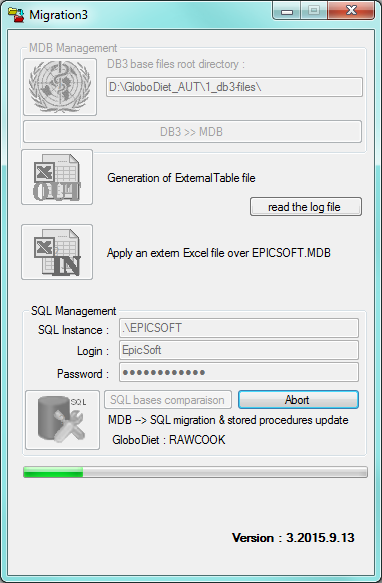 Migration3
MDB Management
DB3 base files root directory :
D:\GloboDiet_AUT\1_db3-files\
DB3 >> MDB
OUT
Generation of ExternalTable file
read the log file
IN
Apply an extern Excel file over EPICSOFT.MDB
SQL Management
SQL Instance : .\EPICSOFT
Login : EpicSoft
Password : ●●●●●●●●●●●●
SQL
SQL bases comparaison Abort
MDB --> SQL migration & stored procedures update
GloboDiet : RAWCOOK
Version : 3.2015.9.13